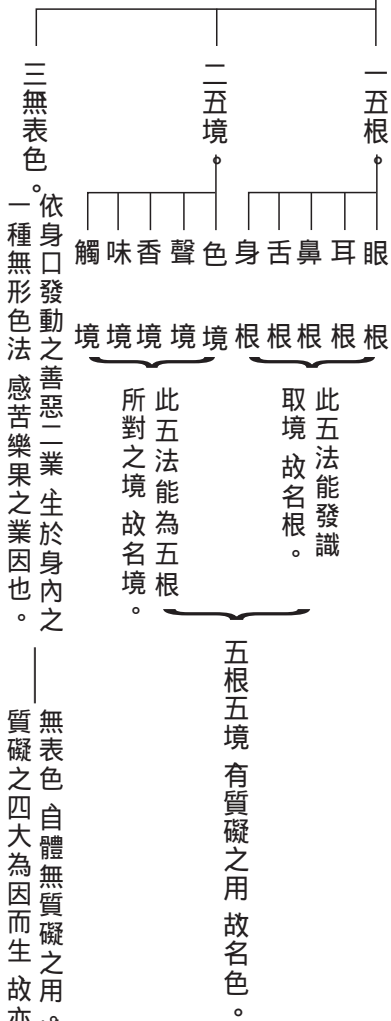 一五根。
眼根
耳根
鼻根
舌根
身根
此五法能發識
取境、故名根。
二五境。
色境
聲境
香境
味境
觸境
此五法能為五根
所對之境、故名境。
五根五境、有質礙之用、故名色。
三無表色。
依身口發動之善惡二業、生於身內之
一種無形色法、感苦樂果之業因也。
無表色、自體無質礙之用。
質礙之四大為因而生、故亦